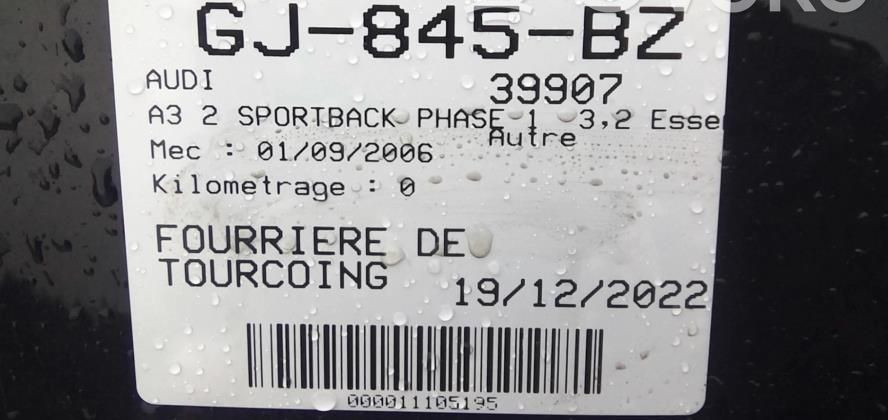 GJ-845-BZ
AUDI
39907
A3 2 SPORTBACK PHASE 1 3,2 Esse
Autre
Mec : 01/09/2006
Kilometrage : 0
FOURRIERE DE
TOURCOING
19/12/2022
000011105195